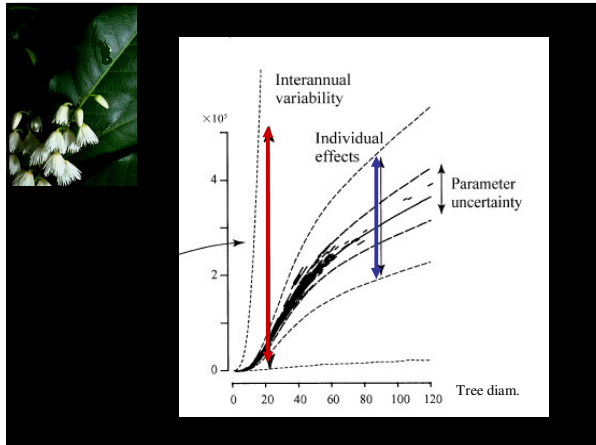 Interannual
variability
×10⁵
Individual
effects
4
Parameter
uncertainty
2
0
0 20 40 60 80 100 120
Tree diam.